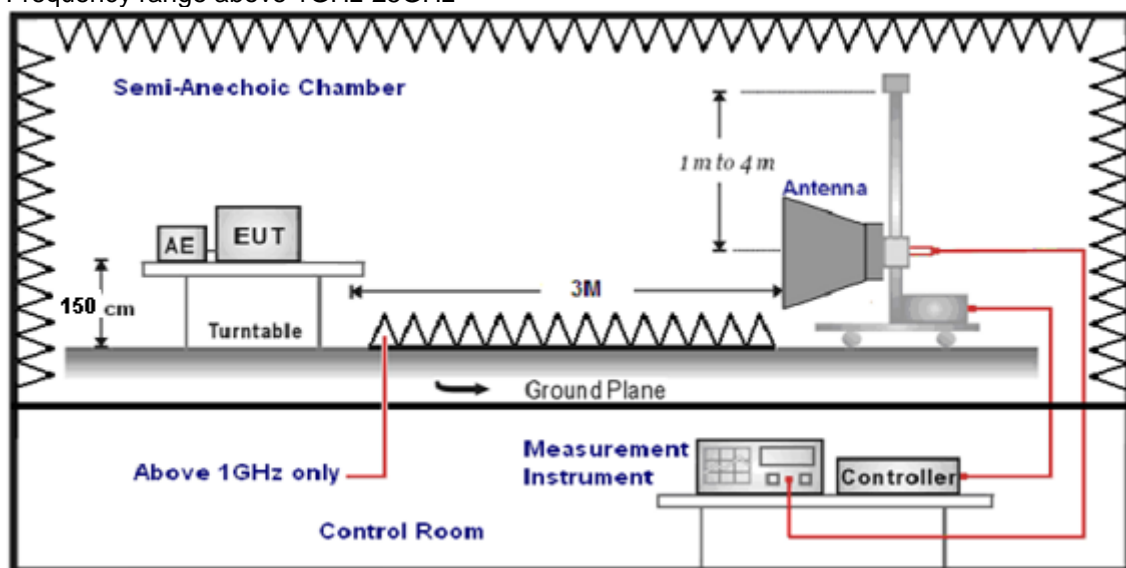 Semi-Anechoic Chamber
1 m to 4 m
Antenna
AE
EUT
150 cm
3M
Turntable
Ground Plane
Above 1GHz only
Measurement
Instrument
Controller
Control Room